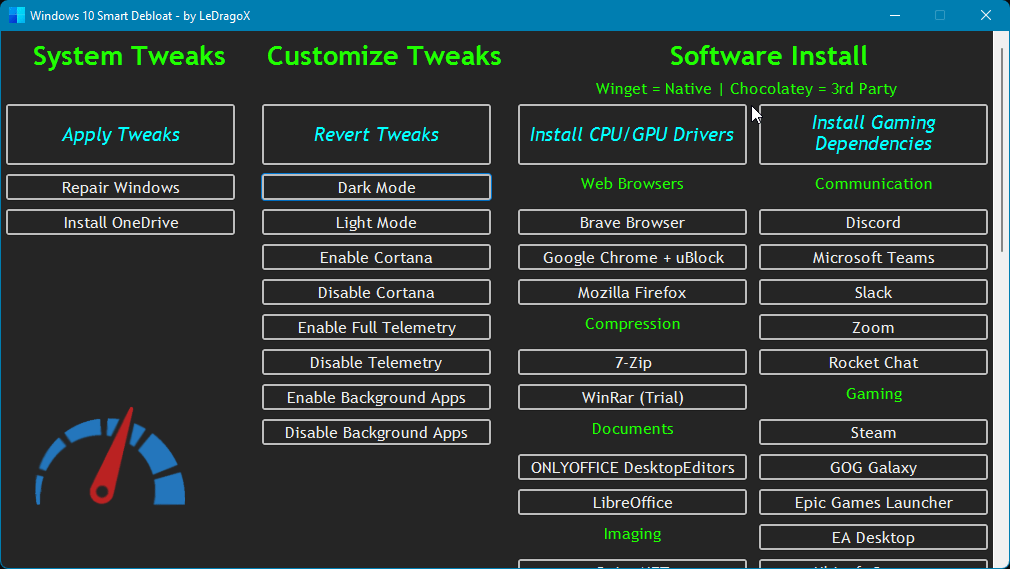 Windows 10 Smart Debloat - by LeDragoX
System Tweaks
Apply Tweaks
Repair Windows
Install OneDrive
Customize Tweaks
Revert Tweaks
Dark Mode
Light Mode
Enable Cortana
Disable Cortana
Enable Full Telemetry
Disable Telemetry
Enable Background Apps
Disable Background Apps
Software Install
Winget = Native | Chocolatey = 3rd Party
Install CPU/GPU Drivers
Web Browsers
Brave Browser
Google Chrome + uBlock
Mozilla Firefox
Compression
7-Zip
WinRar (Trial)
Documents
ONLYOFFICE DesktopEditors
LibreOffice
Imaging
Install Gaming
Dependencies
Communication
Discord
Microsoft Teams
Slack
Zoom
Rocket Chat
Gaming
Steam
GOG Galaxy
Epic Games Launcher
EA Desktop